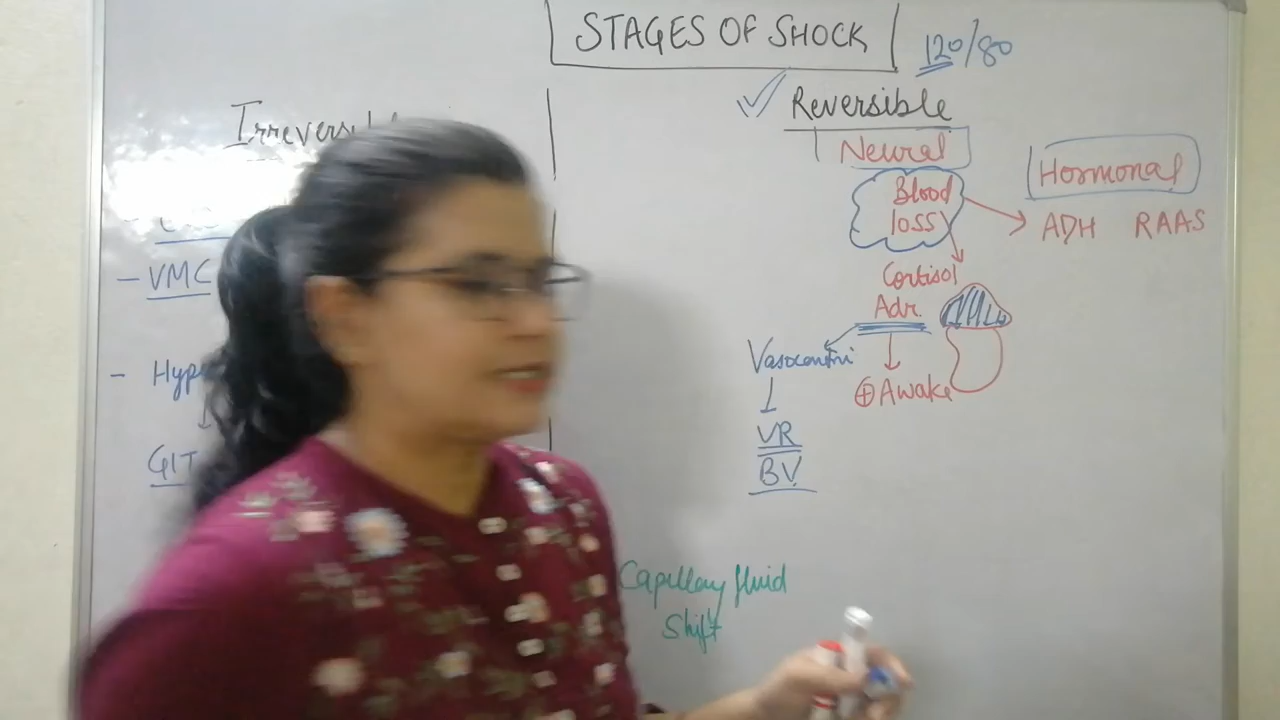 STAGES OF SHOCK
120/80
Reversible
Neural
Hormonal
Blood
loss
ADH RAAS
Cortisol
Adr.
Vasoconstri
⊕ Awake
VR
BV
Capillary fluid
Shift
- VMC
-
GIT